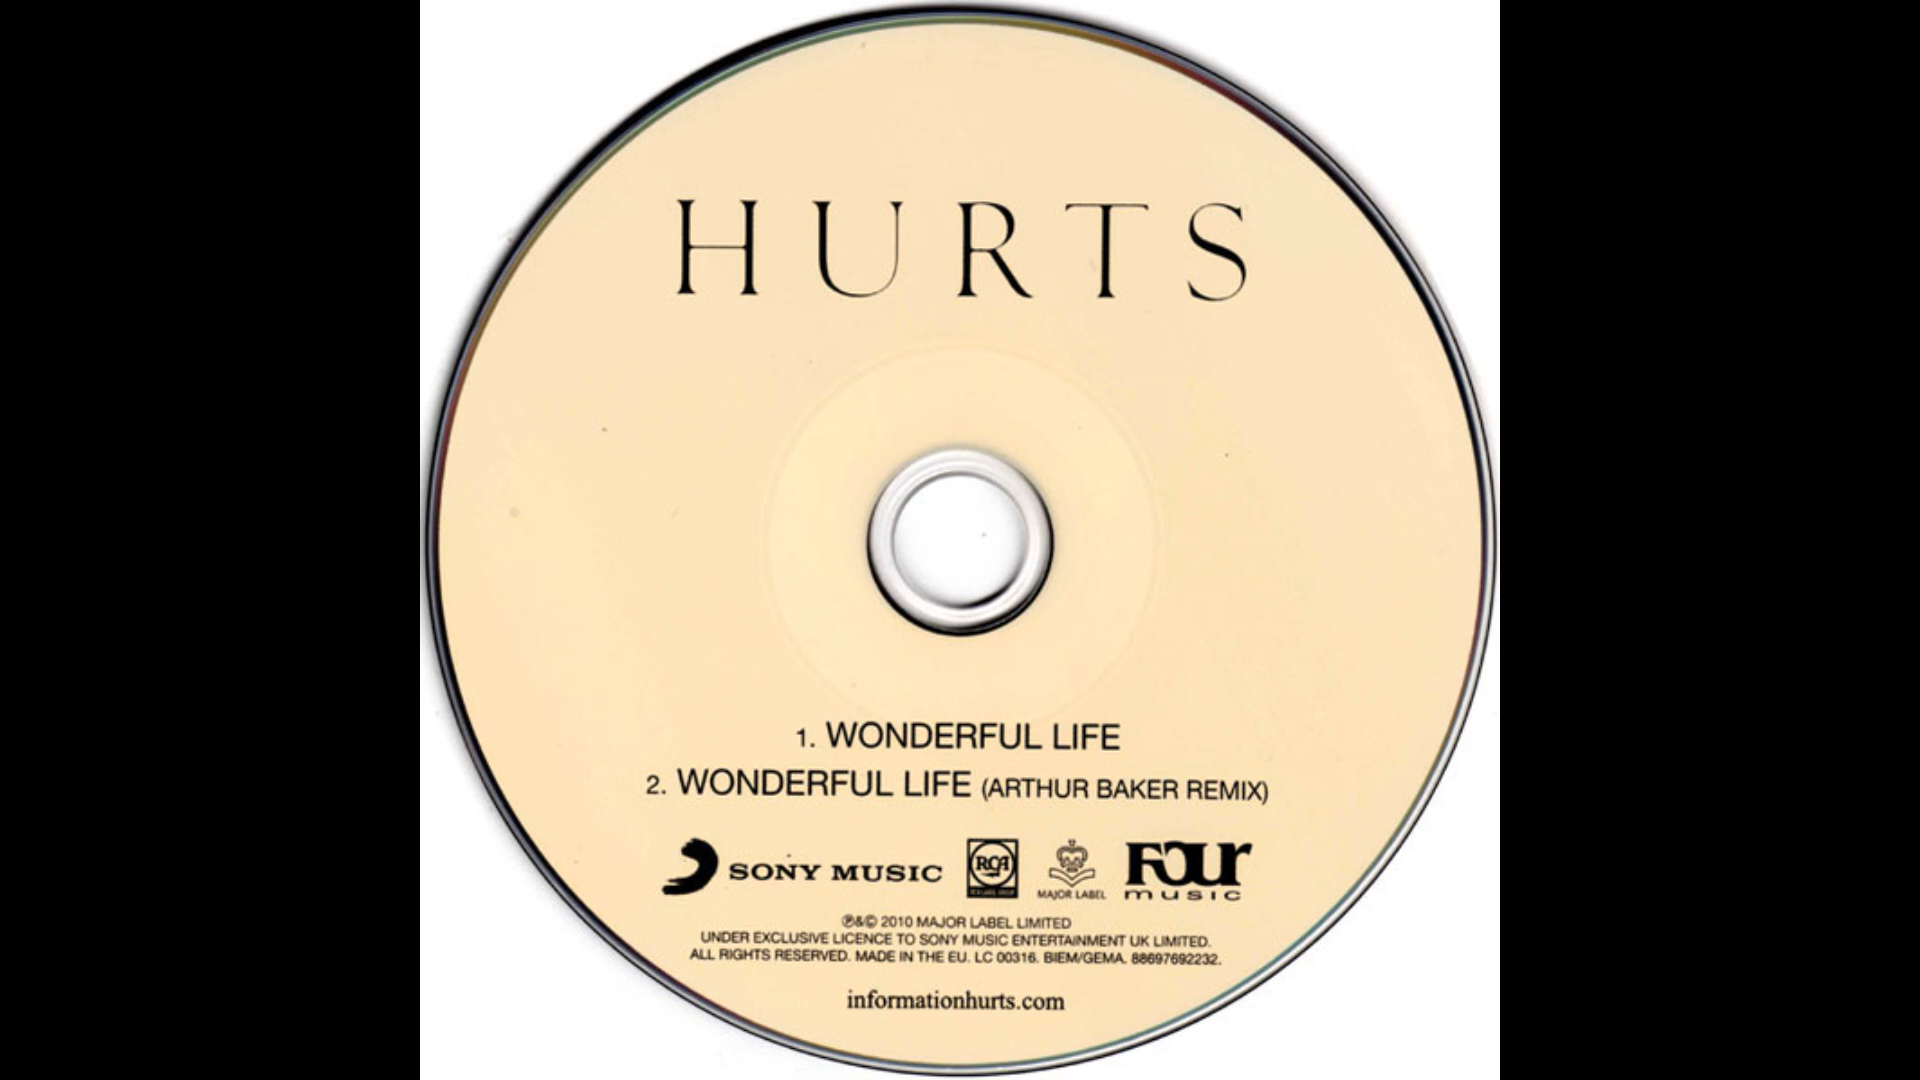 HURTS
1. WONDERFUL LIFE
2. WONDERFUL LIFE (ARTHUR BAKER REMIX)
SONY MUSIC RCA MAJOR LABEL FOUR MUSIC
℗&© 2010 MAJOR LABEL LIMITED
UNDER EXCLUSIVE LICENCE TO SONY MUSIC ENTERTAINMENT UK LIMITED.
ALL RIGHTS RESERVED. MADE IN THE EU. LC 00316. BIEM/GEMA. 88697692232.
informationhurts.com